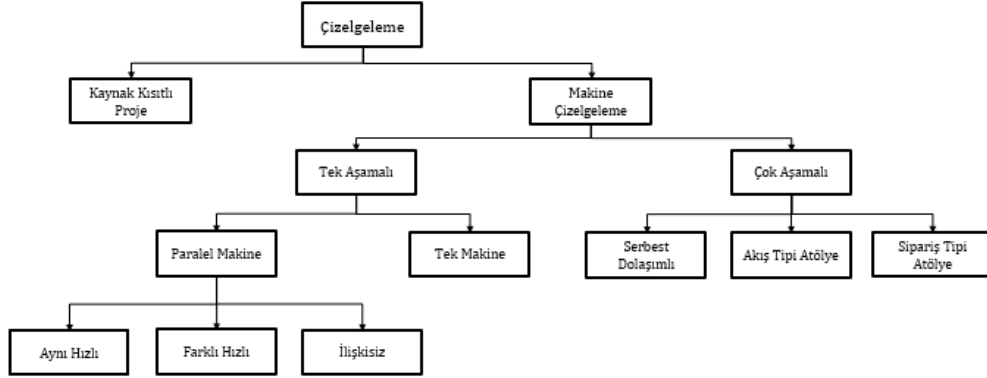 Çizelgeleme
Kaynak Kısıtlı
Proje
Makine
Çizelgeleme
Tek Aşamalı
Çok Aşamalı
Paralel Makine
Tek Makine
Serbest
Dolaşımlı
Akış Tipi Atölye
Sipariş Tipi
Atölye
Aynı Hızlı
Farklı Hızlı
İlişkisiz